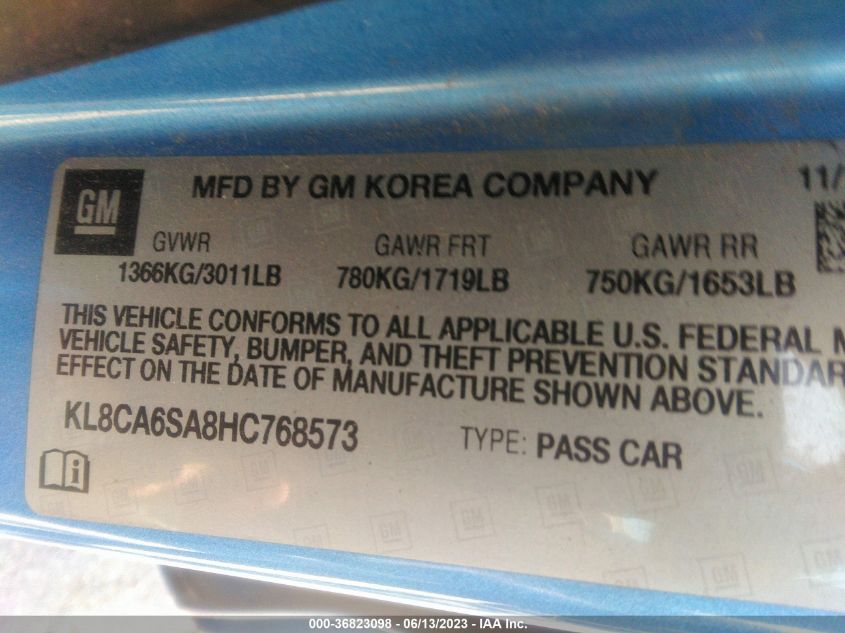 GM MFD BY GM KOREA COMPANY 11/
GVWR GAWR FRT GAWR RR
1366KG/3011LB 780KG/1719LB 750KG/1653LB
THIS VEHICLE CONFORMS TO ALL APPLICABLE U.S. FEDERAL M
VEHICLE SAFETY, BUMPER, AND THEFT PREVENTION STANDAR
EFFECT ON THE DATE OF MANUFACTURE SHOWN ABOVE.
KL8CA6SA8HC768573 TYPE: PASS CAR
000-36823098 - 06/13/2023 - IAA Inc.